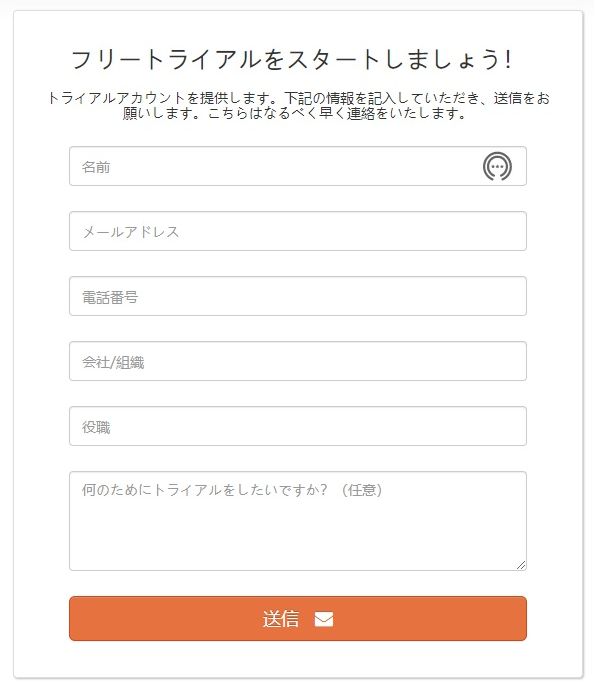 フリートライアルをスタートしましょう!
トライアルアカウントを提供します。下記の情報を記入していただき、送信をお
願いします。こちらはなるべく早く連絡をいたします。
名前
メールアドレス
電話番号
会社/組織
役職
何のためにトライアルをしたいですか? (任意)
送信